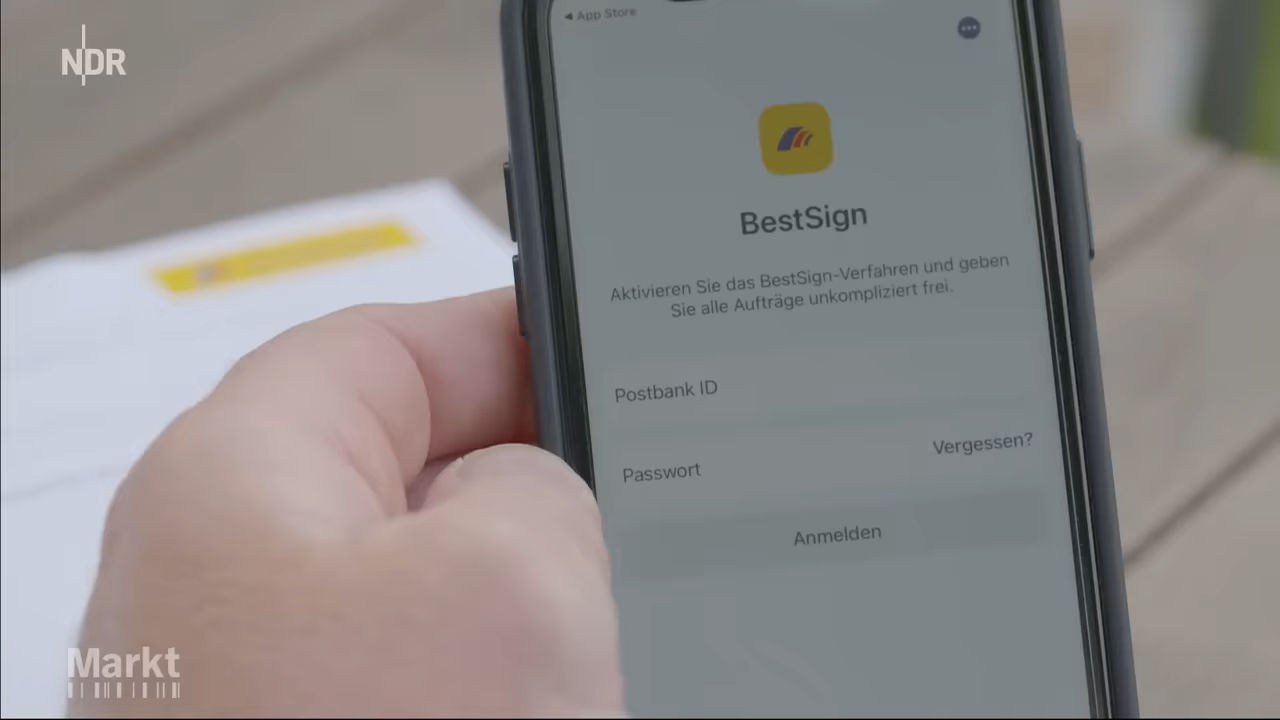 NDR
◀ App Store
BestSign
Aktivieren Sie das BestSign-Verfahren und geben
Sie alle Aufträge unkompliziert frei.
Postbank ID
Vergessen?
Passwort
Anmelden
Markt